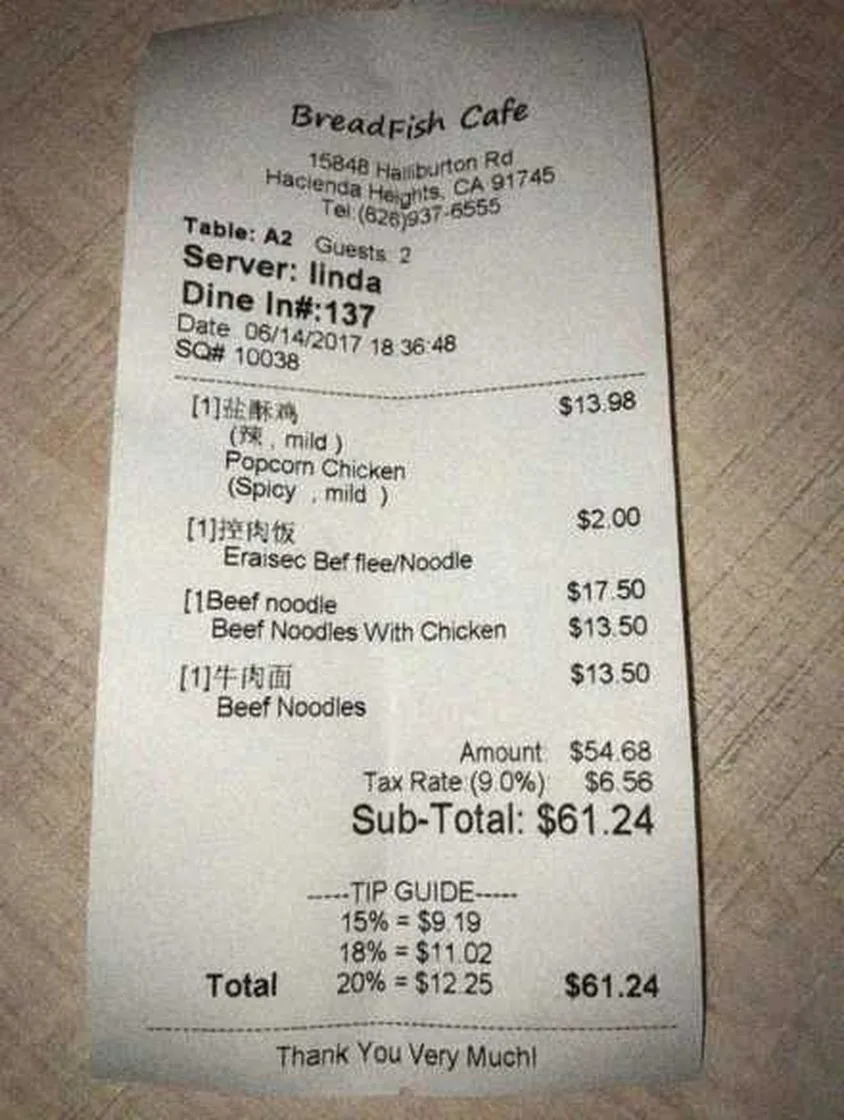 BreadFish Cafe
15848 Halliburton Rd
Hacienda Heights, CA 91745
Tel:(626)937-6555
Table: A2 Guests 2
Server: linda
Dine In#:137
Date 06/14/2017 18:36:48
SQ# 10038
[1]盐酥鸡 $13.98
(辣 , mild )
Popcorn Chicken
(Spicy , mild )
[1]控肉饭 $2.00
Eraisec Bef flee/Noodle
[1Beef noodle $17.50
Beef Noodles With Chicken $13.50
[1]牛肉面 $13.50
Beef Noodles
Amount: $54.68
Tax Rate:(9.0%): $6.56
Sub-Total: $61.24
-----TIP GUIDE-----
15% = $9.19
18% = $11.02
Total 20% = $12.25 $61.24
Thank You Very Much!